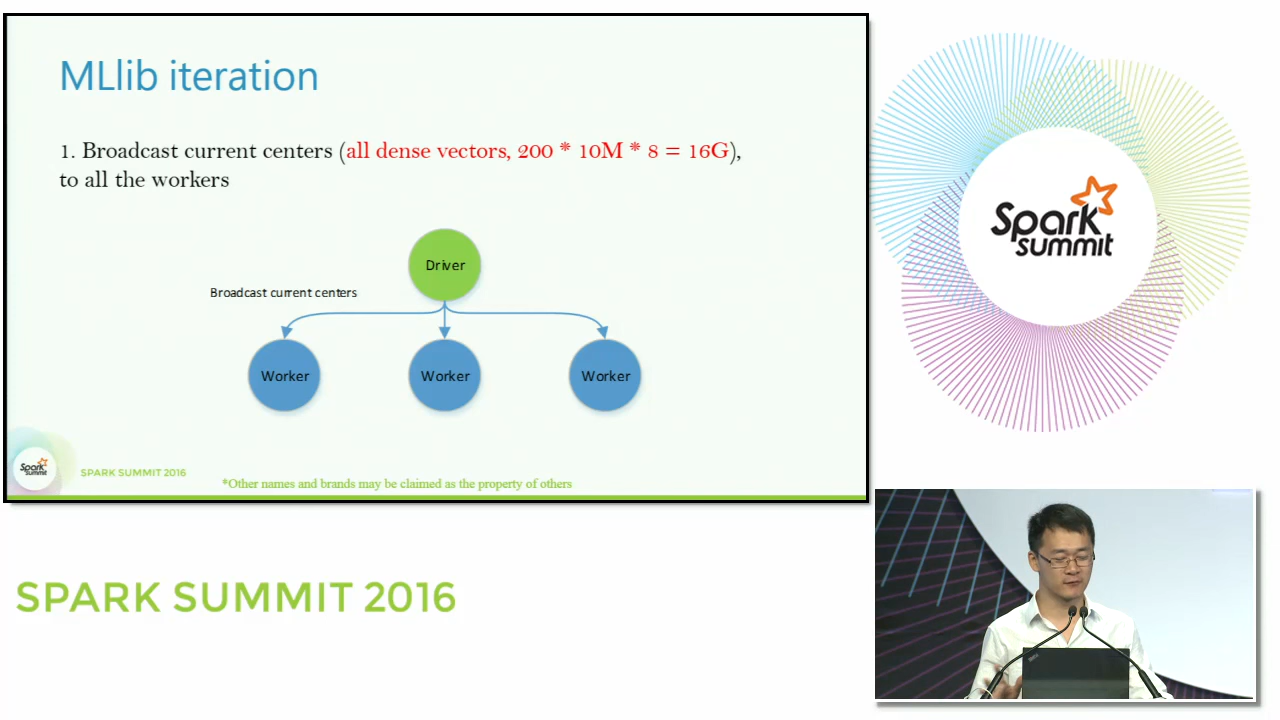 MLlib iteration
1. Broadcast current centers (all dense vectors, 200 * 10M * 8 = 16G),
to all the workers
Driver
Broadcast current centers
Worker
Worker
Worker
Spark
summit
SPARK SUMMIT 2016
*Other names and brands may be claimed as the property of others
Spark
summit
SPARK SUMMIT 2016